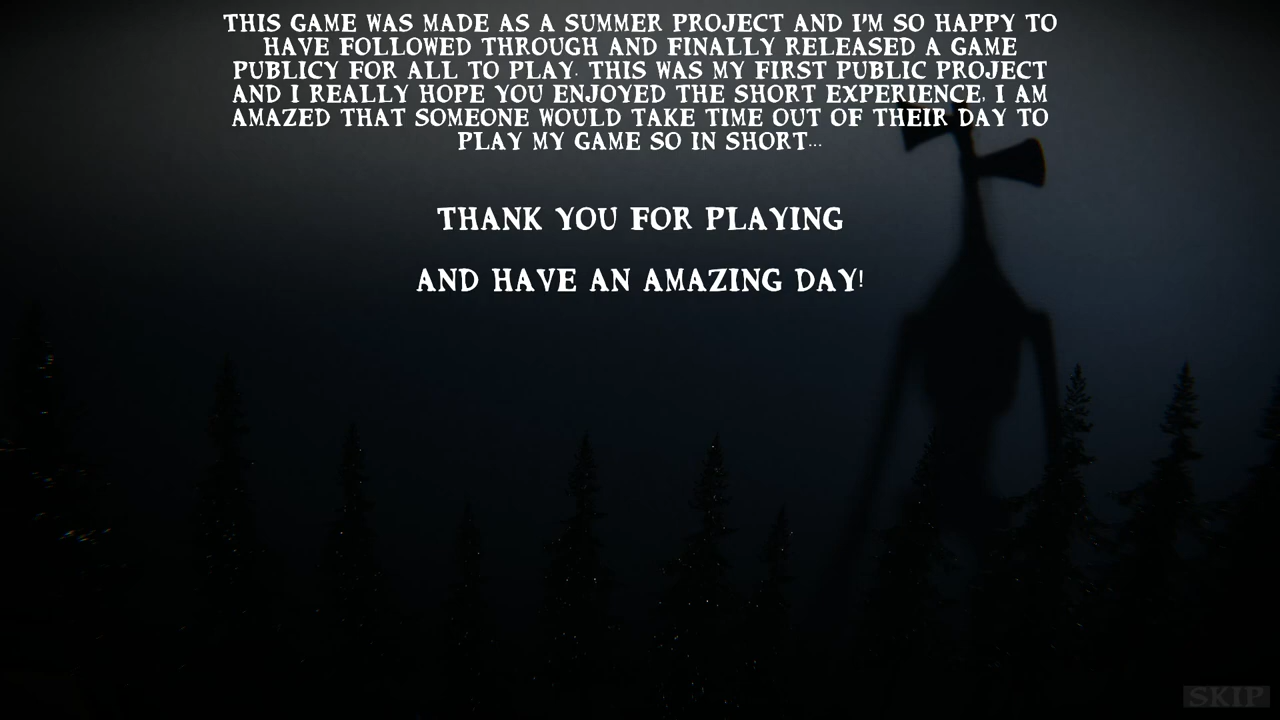 THIS GAME WAS MADE AS A SUMMER PROJECT AND I'M SO HAPPY TO
HAVE FOLLOWED THROUGH AND FINALLY RELEASED A GAME
PUBLICY FOR ALL TO PLAY. THIS WAS MY FIRST PUBLIC PROJECT
AND I REALLY HOPE YOU ENJOYED THE SHORT EXPERIENCE, I AM
AMAZED THAT SOMEONE WOULD TAKE TIME OUT OF THEIR DAY TO
PLAY MY GAME SO IN SHORT...
THANK YOU FOR PLAYING
AND HAVE AN AMAZING DAY!
SKIP